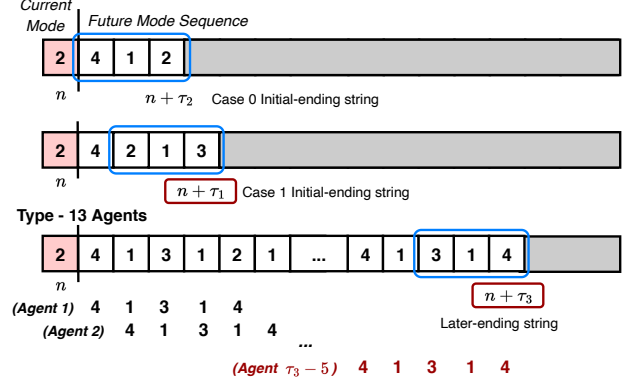 Current
Mode
Future Mode Sequence
2 4 1 2
n
n + τ₂
Case 0 Initial-ending string
2 4 2 1 3
n
n + τ₁
Case 1 Initial-ending string
Type - 13 Agents
2 4 1 3 1 2 1 ... 4 1 3 1 4
n
n + τ₃
(Agent 1) 4 1 3 1 4
Later-ending string
(Agent 2) 4 1 3 1 4
...
(Agent τ₃ − 5) 4 1 3 1 4